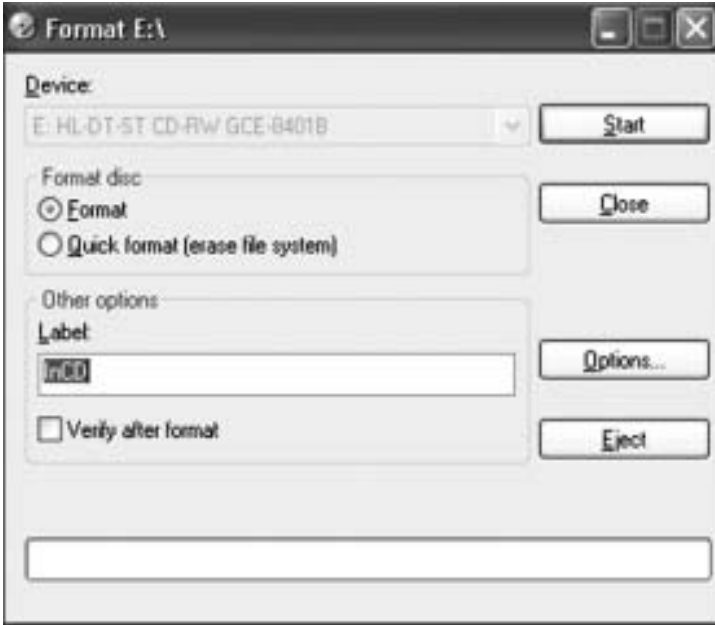 Format E:\
Device:
E: HL-DT-ST CD-RW GCE-8401B
Start
Format disc
Format
Quick format (erase file system)
Close
Other options
Label:
InCD
Verify after format
Options...
Eject